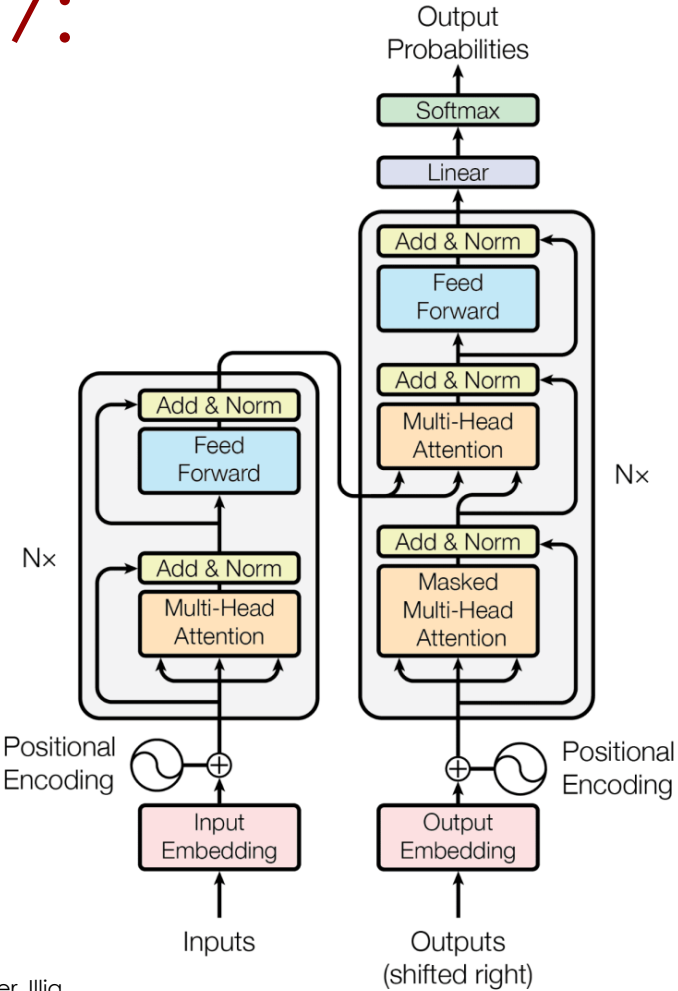 7:
Output
Probabilities
Softmax
Linear
Add & Norm
Feed
Forward
Add & Norm
Multi-Head
Attention
Add & Norm
Masked
Multi-Head
Attention
Nx
Add & Norm
Feed
Forward
Add & Norm
Multi-Head
Attention
Nx
Positional
Encoding
Positional
Encoding
Input
Embedding
Output
Embedding
Inputs
Outputs
(shifted right)